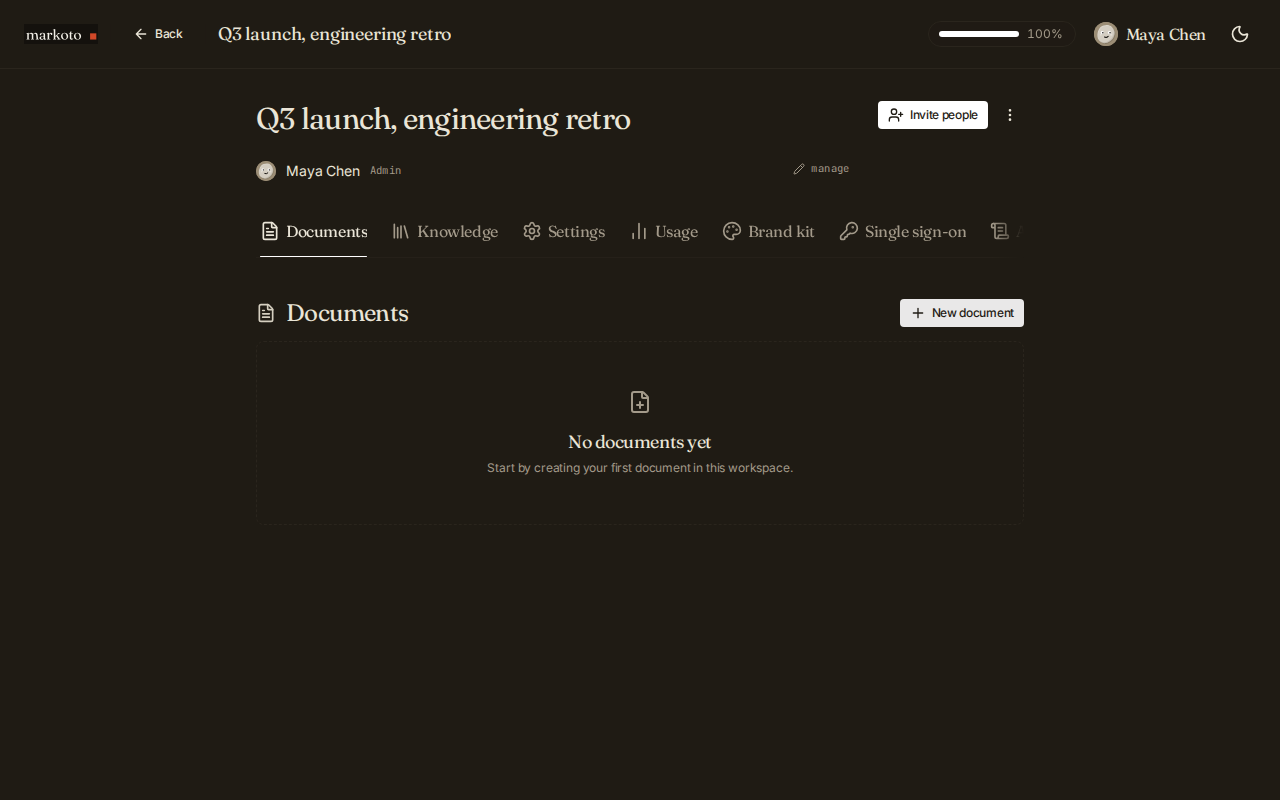 markoto
Back
Q3 launch, engineering retro
100%
Maya Chen
Q3 launch, engineering retro
Invite people
Maya Chen Admin
manage
Documents Knowledge Settings Usage Brand kit Single sign-on
Documents
New document
No documents yet
Start by creating your first document in this workspace.